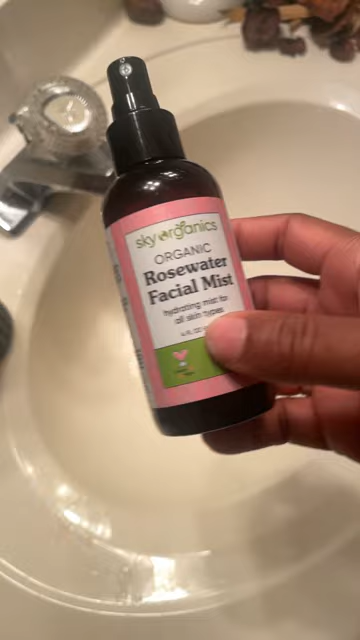 sky organics
ORGANIC
Rosewater
Facial Mist
hydrating mist for
all skin types